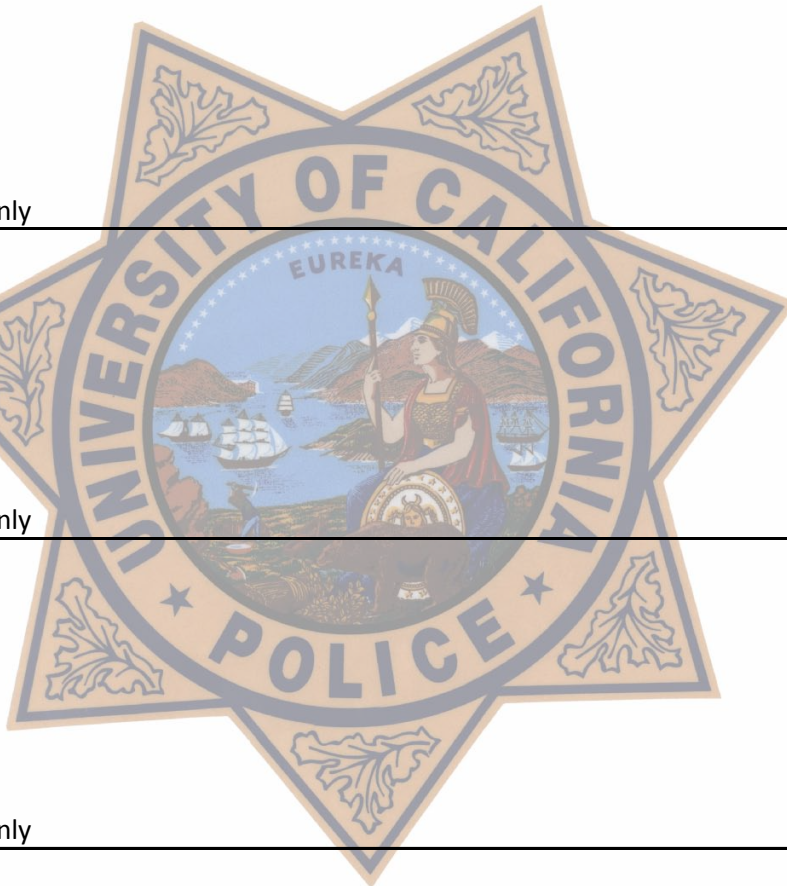 UNIVERSITY OF CALIFORNIA
nly
EUREKA
nly
POLICE
nly